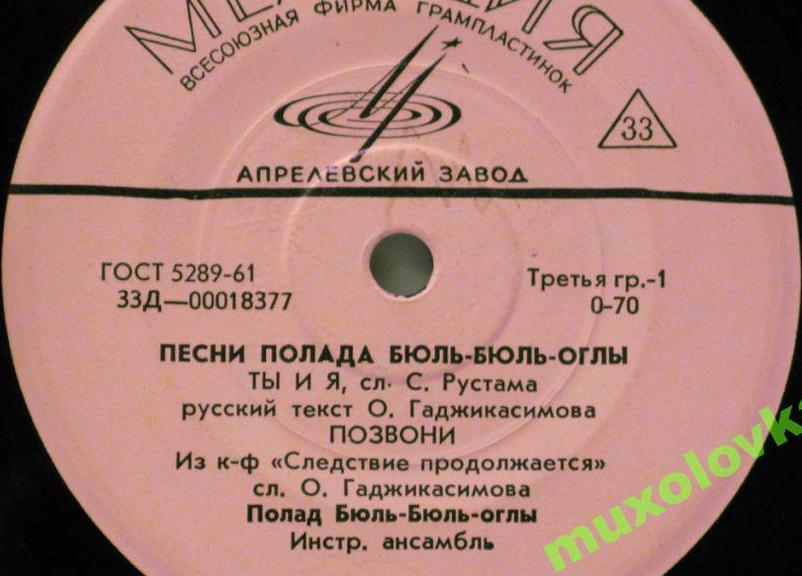 ВСЕСОЮЗНАЯ ФИРМА ГРАМПЛАСТИНОК
33
АПРЕЛЕВСКИЙ ЗАВОД
ГОСТ 5289-61
Третья гр.-1
33Д—00018377
0-70
ПЕСНИ ПОЛАДА БЮЛЬ-БЮЛЬ-ОГЛЫ
ТЫ И Я, сл. С. Рустама
русский текст О. Гаджикасимова
ПОЗВОНИ
Из к-ф «Следствие продолжается»
сл. О. Гаджикасимова
Полад Бюль-Бюль-оглы
Инстр. ансамбль
muxolovka